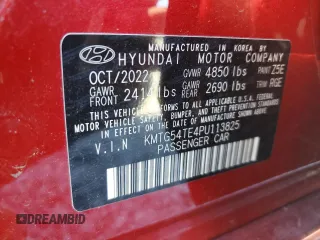 MANUFACTURED IN KOREA BY
HYUNDAI MOTOR COMPANY
OCT/2022 GVWR 4850 lbs PAINT Z5E
GAWR FRONT 2414 lbs GAWR REAR 2690 lbs TRIM RGE
THIS VEHICLE CONFORMS TO ALL APPLICABLE
U.S. FEDERAL MOTOR VEHICLE SAFETY, BUMPER,
AND THEFT PREVENTION STANDARDS IN EFFECT
ON THE DATE OF MANUFACTURE SHOWN ABOVE.
V.I.N KMTG54TE4PU113825
PASSENGER CAR
DREAMBID